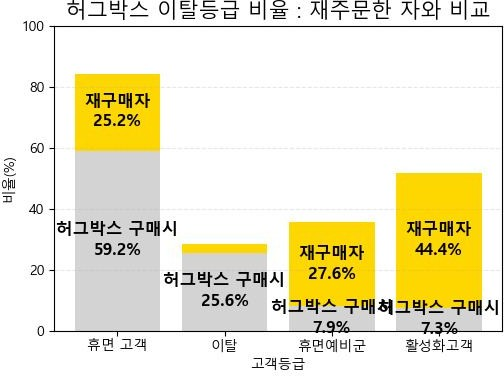 허그박스 이탈등급 비율 : 재주문한 자와 비교
100
80
60
40
20
0
비율(%)
재구매자
25.2%
허그박스 구매시
59.2%
허그박스 구매시
25.6%
재구매자
27.6%
허그박스 구매시
7.9%
재구매자
44.4%
허그박스 구매시
7.3%
휴면 고객
이탈
휴면예비군
활성화고객
고객등급